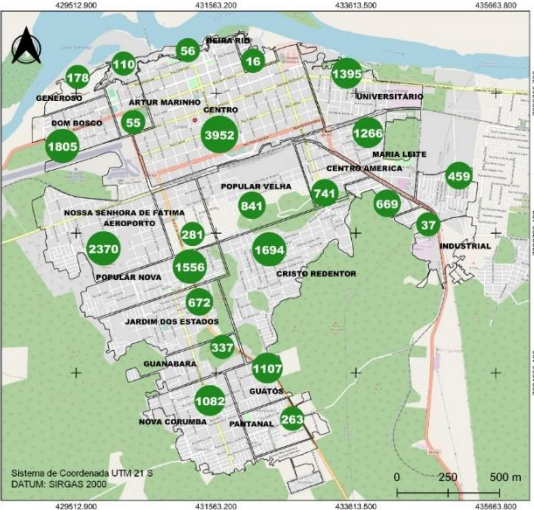 429512.900 431563.200 433613.500 435663.800
BEIRA RIO
56
110
16
178
1395
GENEROSO
UNIVERSITÁRIO
ARTUR MARINHO
CENTRO
DOM BOSCO
55
3952
1266
1805
MARIA LEITE
CENTRO AMERICA
459
POPULAR VELHA
741
841
669
NOSSA SENHORA DE FATIMA
AEROPORTO
37
281
2370
1694
INDUSTRIAL
1556
POPULAR NOVA
CRISTO REDENTOR
672
JARDIM DOS ESTADOS
337
GUANABARA
1107
GUATÓS
1082
263
NOVA CORUMBA
PANTANAL
Sistema de Coordenada UTM 21 S
DATUM: SIRGAS 2000
0 250 500 m
429512.900 431563.200 433613.500 435663.800